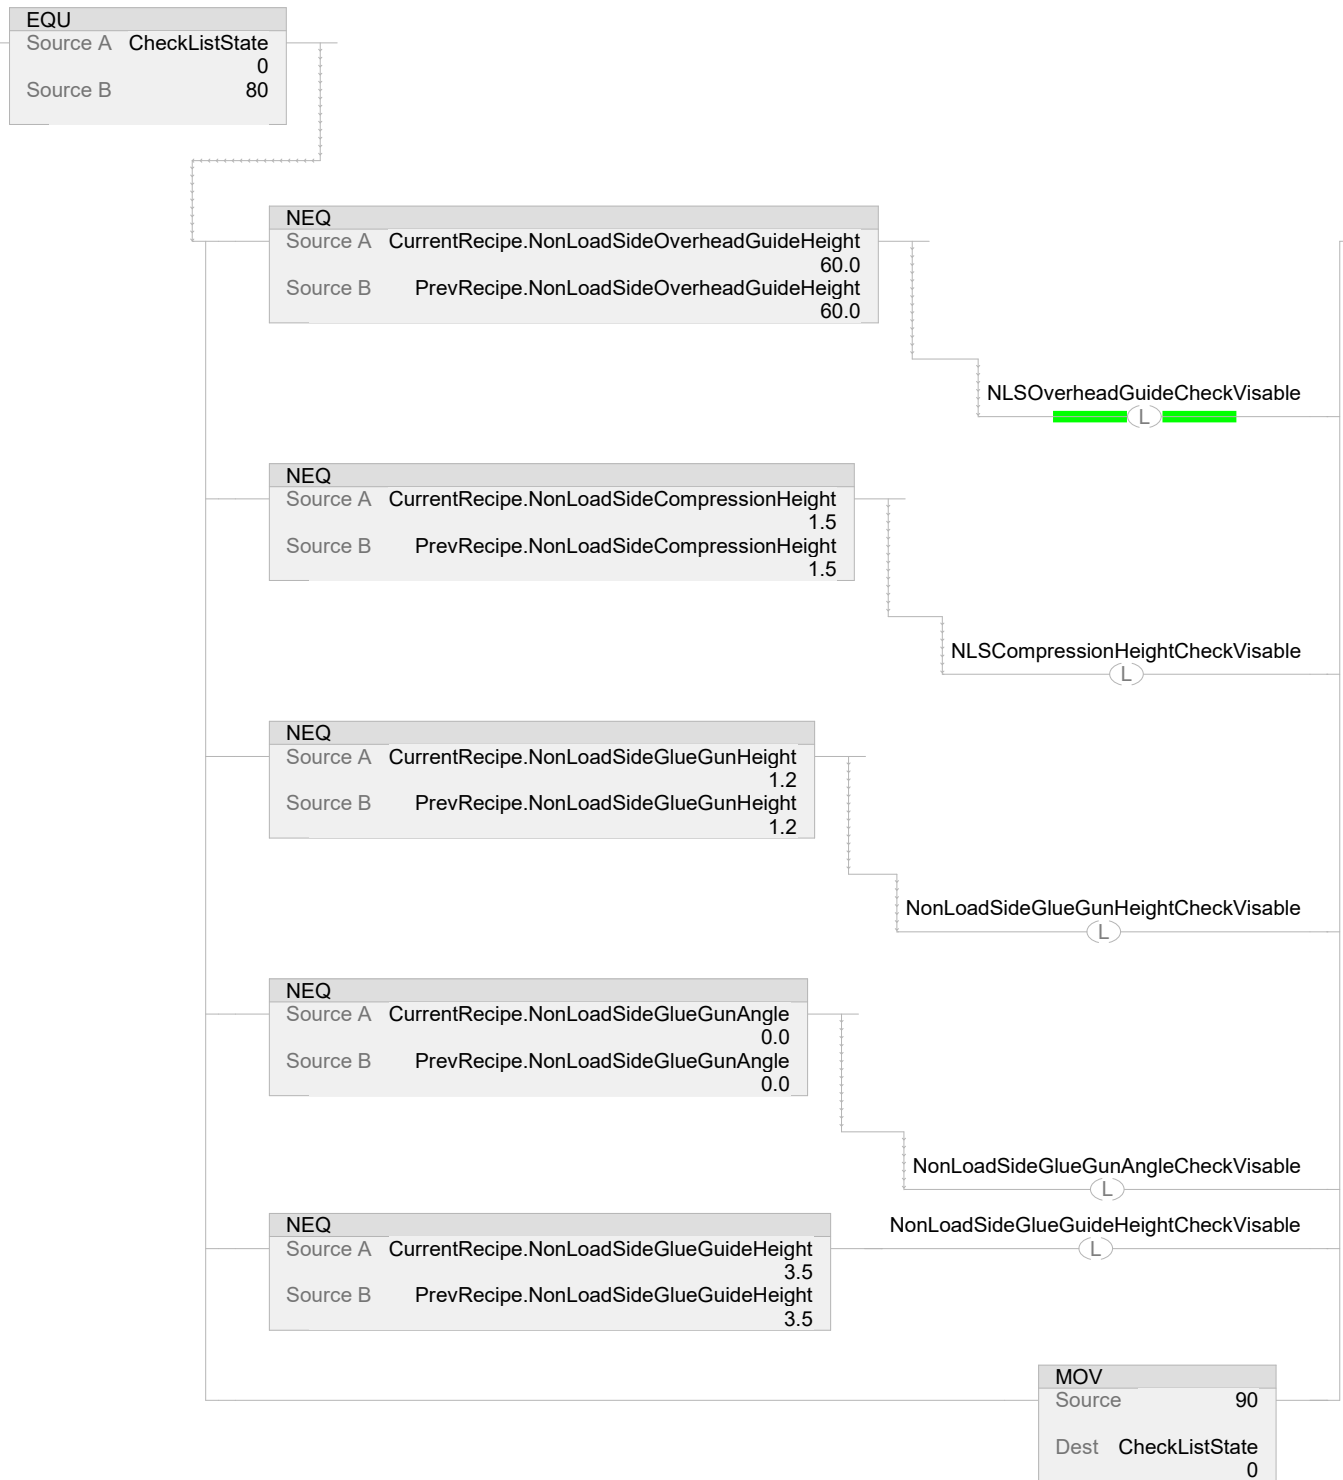 EQU
Source A CheckListState
0
Source B 80
NEQ
Source A CurrentRecipe.NonLoadSideOverheadGuideHeight
60.0
Source B PrevRecipe.NonLoadSideOverheadGuideHeight
60.0
NLSOverheadGuideCheckVisable
L
NEQ
Source A CurrentRecipe.NonLoadSideCompressionHeight
1.5
Source B PrevRecipe.NonLoadSideCompressionHeight
1.5
NLSCompressionHeightCheckVisable
L
NEQ
Source A CurrentRecipe.NonLoadSideGlueGunHeight
1.2
Source B PrevRecipe.NonLoadSideGlueGunHeight
1.2
NonLoadSideGlueGunHeightCheckVisable
L
NEQ
Source A CurrentRecipe.NonLoadSideGlueGunAngle
0.0
Source B PrevRecipe.NonLoadSideGlueGunAngle
0.0
NonLoadSideGlueGunAngleCheckVisable
L
NEQ
Source A CurrentRecipe.NonLoadSideGlueGuideHeight
3.5
Source B PrevRecipe.NonLoadSideGlueGuideHeight
3.5
NonLoadSideGlueGuideHeightCheckVisable
L
MOV
Source 90
Dest CheckListState
0